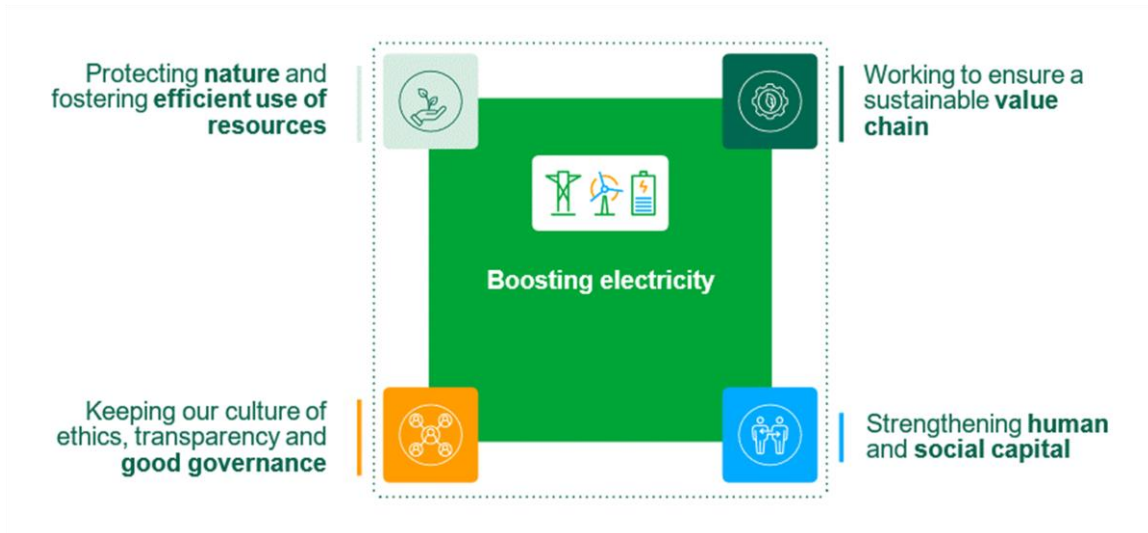 Protecting nature and
fostering efficient use of
resources
Working to ensure a
sustainable value
chain
Boosting electricity
Keeping our culture of
ethics, transparency and
good governance
Strengthening human
and social capital